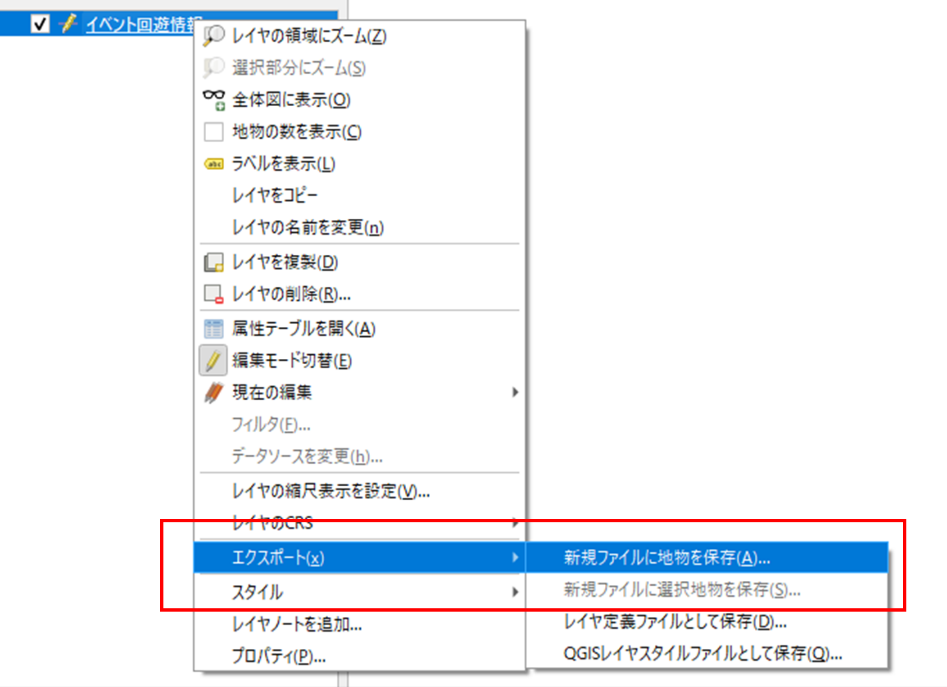 イベント回遊情報
レイヤの領域にズーム(Z)
選択部分にズーム(S)
全体図に表示(O)
地物の数を表示(C)
abc ラベルを表示(L)
レイヤをコピー
レイヤの名前を変更(n)
レイヤを複製(D)
レイヤの削除(R)...
属性テーブルを開く(A)
編集モード切替(E)
現在の編集
フィルタ(F)...
データソースを変更(h)...
レイヤの縮尺表示を設定(V)...
レイヤのCRS
エクスポート(x)
スタイル
レイヤノートを追加...
プロパティ(P)...
新規ファイルに地物を保存(A)...
新規ファイルに選択地物を保存(S)...
レイヤ定義ファイルとして保存(D)...
QGISレイヤスタイルファイルとして保存(Q)...